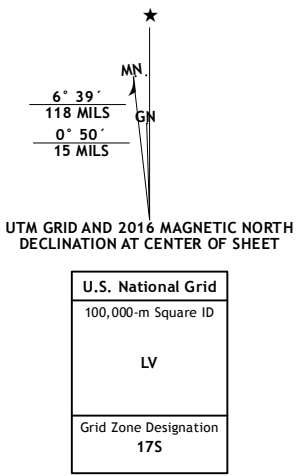 ★
MN.
6° 39´
118 MILS
GN
0° 50´
15 MILS
UTM GRID AND 2016 MAGNETIC NORTH
DECLINATION AT CENTER OF SHEET
U.S. National Grid
100,000-m Square ID
LV
Grid Zone Designation
17S